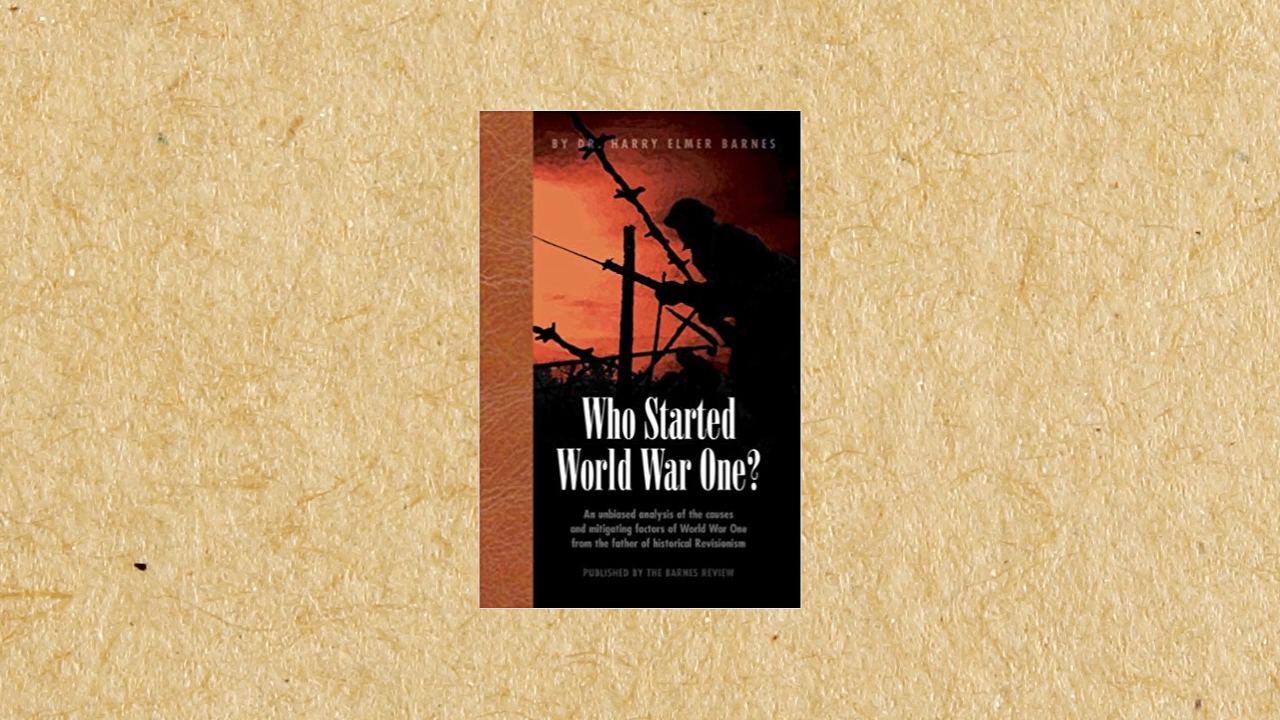 BY DR. HARRY ELMER BARNES
Who Started
World War One?
An unbiased analysis of the causes
and mitigating factors of World War One
from the father of historical Revisionism
PUBLISHED BY THE BARNES REVIEW